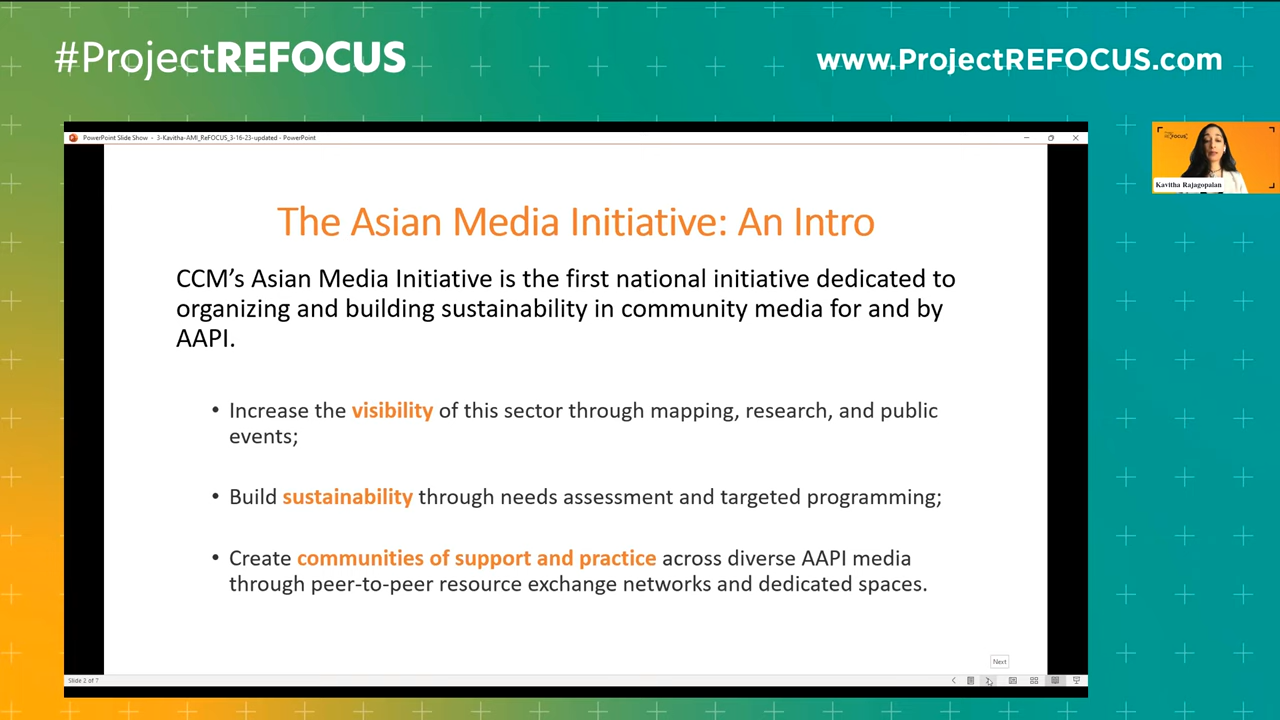 #ProjectREFOCUS
www.ProjectREFOCUS.com
PowerPoint Slide Show - 3-Kavitha-AMI_ReFOCUS_3-16-23-updated - PowerPoint
The Asian Media Initiative: An Intro
CCM’s Asian Media Initiative is the first national initiative dedicated to
organizing and building sustainability in community media for and by
AAPI.
• Increase the visibility of this sector through mapping, research, and public
events;
• Build sustainability through needs assessment and targeted programming;
• Create communities of support and practice across diverse AAPI media
through peer-to-peer resource exchange networks and dedicated spaces.
Next
Slide 2 of 7
REFOCUS
Kavitha Rajagopalan